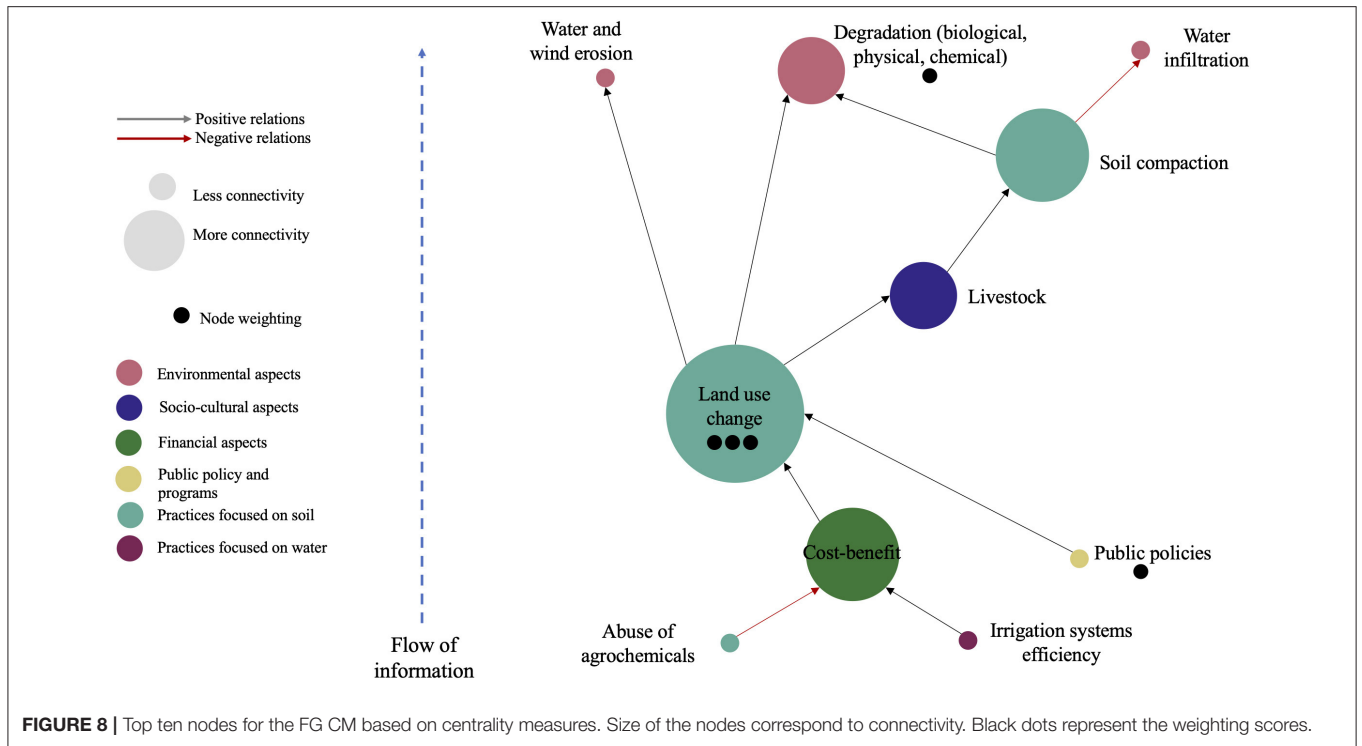 Water and
wind erosion
Degradation (biological,
physical, chemical)
Water
infiltration
Positive relations
Negative relations
Less connectivity
More connectivity
Node weighting
Environmental aspects
Socio-cultural aspects
Financial aspects
Public policy and
programs
Practices focused on soil
Practices focused on water
Flow of
information
Soil compaction
Livestock
Land use
change
Cost-benefit
Public policies
Abuse of
agrochemicals
Irrigation systems
efficiency
FIGURE 8 | Top ten nodes for the FG CM based on centrality measures. Size of the nodes correspond to connectivity. Black dots represent the weighting scores.